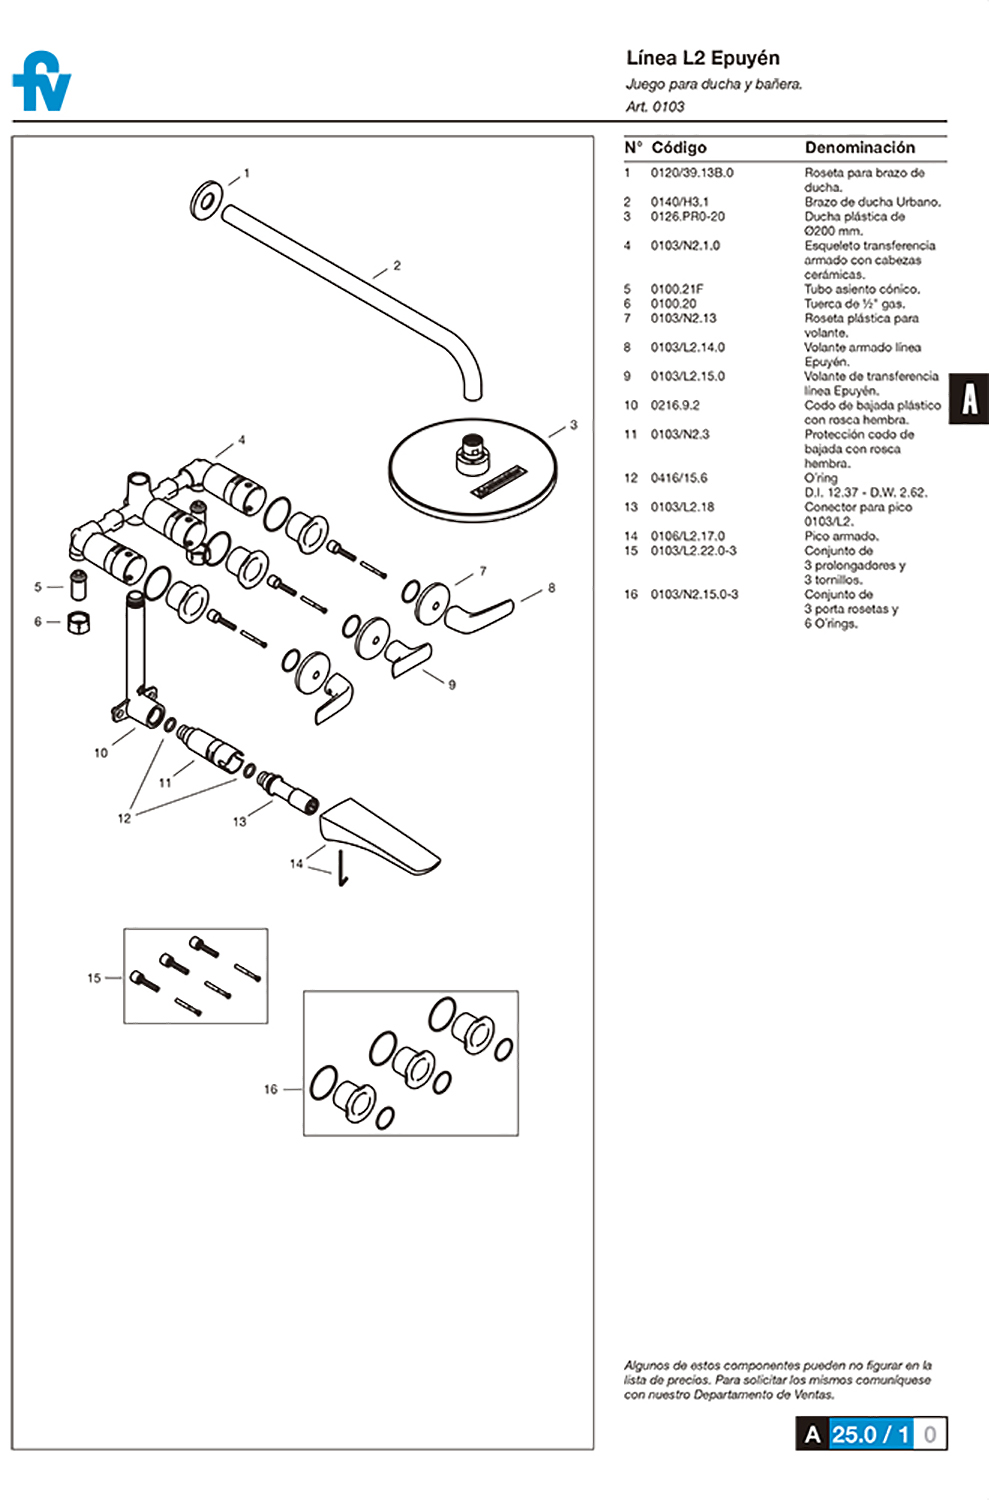 fv
Línea L2 Epuyén
Juego para ducha y bañera.
Art. 0103
N° Código Denominación
1 0120/39.13B.0 Roseta para brazo de
ducha.
2 0140/H3.1 Brazo de ducha Urbano.
3 0126.PR0-20 Ducha plástica de
Ø200 mm.
4 0103/N2.1.0 Esqueleto transferencia
armado con cabezas
cerámicas.
5 0100.21F Tubo asiento cónico.
6 0100.20 Tuerca de ½" gas.
7 0103/N2.13 Roseta plástica para
volante.
8 0103/L2.14.0 Volante armado línea
Epuyén.
9 0103/L2.15.0 Volante de transferencia
línea Epuyén.
10 0216.9.2 Codo de bajada plástico
con rosca hembra.
11 0103/N2.3 Protección codo de
bajada con rosca
hembra.
12 0416/15.6 O´ring
D.I. 12.37 - D.W. 2.62.
13 0103/L2.18 Conector para pico
0103/L2.
14 0106/L2.17.0 Pico armado.
15 0103/L2.22.0-3 Conjunto de
3 prolongadores y
3 tornillos.
16 0103/N2.15.0-3 Conjunto de
3 porta rosetas y
6 O´rings.
A
1
2
3
4
5
6
7
8
9
10
11
12
13
14
15
16
Algunos de estos componentes pueden no figurar en la
lista de precios. Para solicitar los mismos comuníquese
con nuestro Departamento de Ventas.
A 25.0 / 1 0